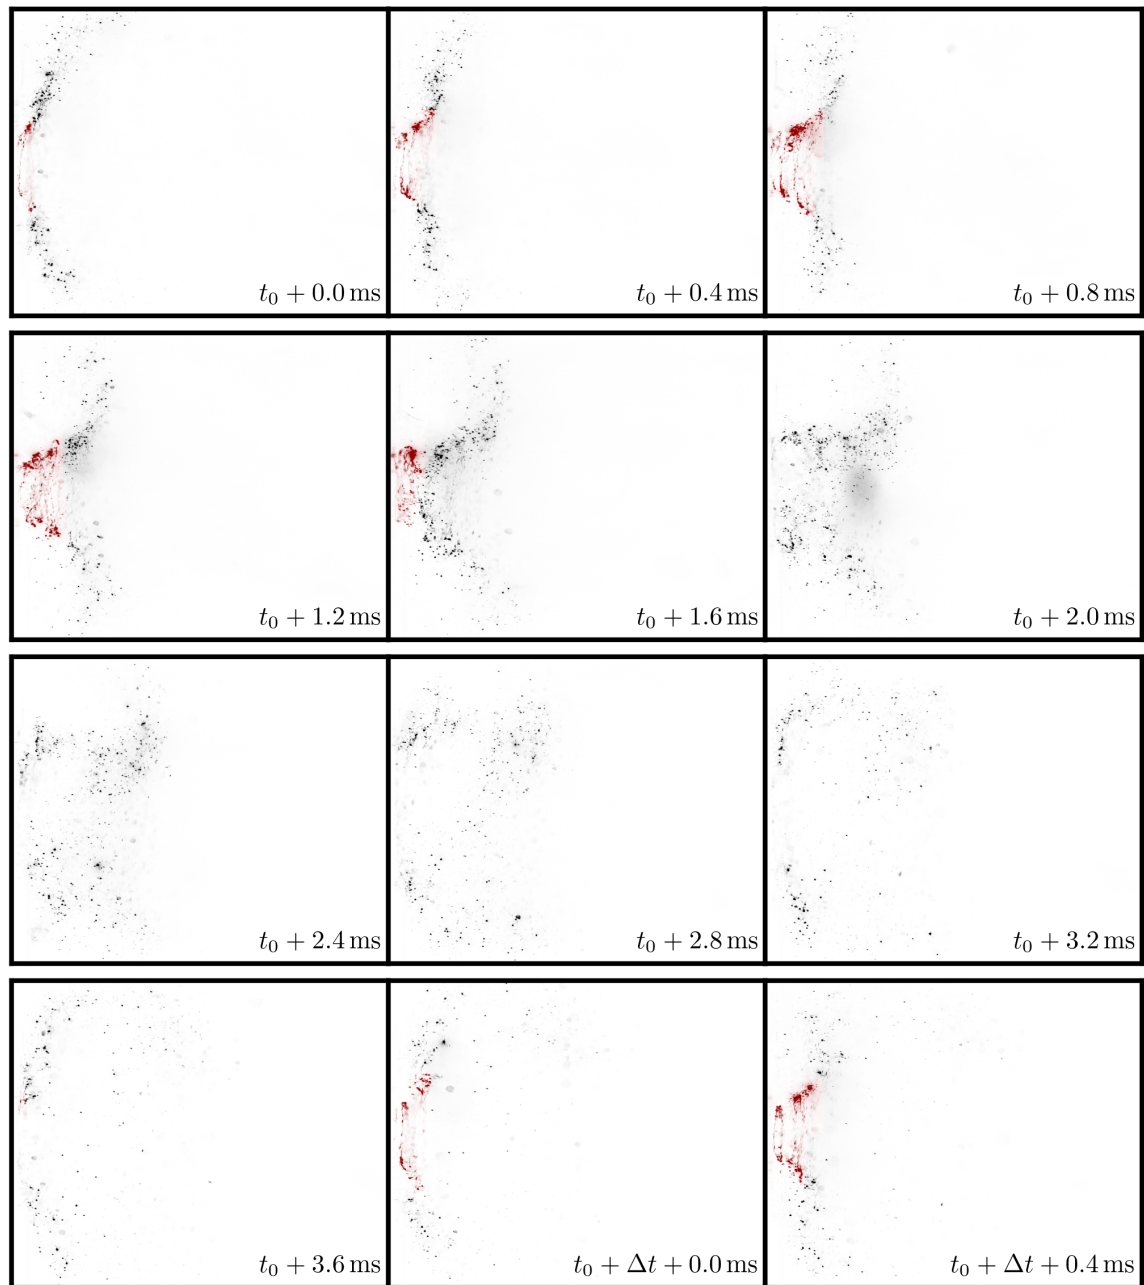 t₀ + 0.0 ms
t₀ + 0.4 ms
t₀ + 0.8 ms
t₀ + 1.2 ms
t₀ + 1.6 ms
t₀ + 2.0 ms
t₀ + 2.4 ms
t₀ + 2.8 ms
t₀ + 3.2 ms
t₀ + 3.6 ms
t₀ + Δt + 0.0 ms
t₀ + Δt + 0.4 ms